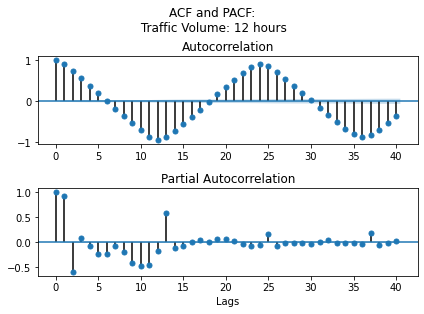 ACF and PACF:
Traffic Volume: 12 hours
Autocorrelation
1
0
−1
0 5 10 15 20 25 30 35 40
Partial Autocorrelation
1.0
0.5
0.0
−0.5
0 5 10 15 20 25 30 35 40
Lags